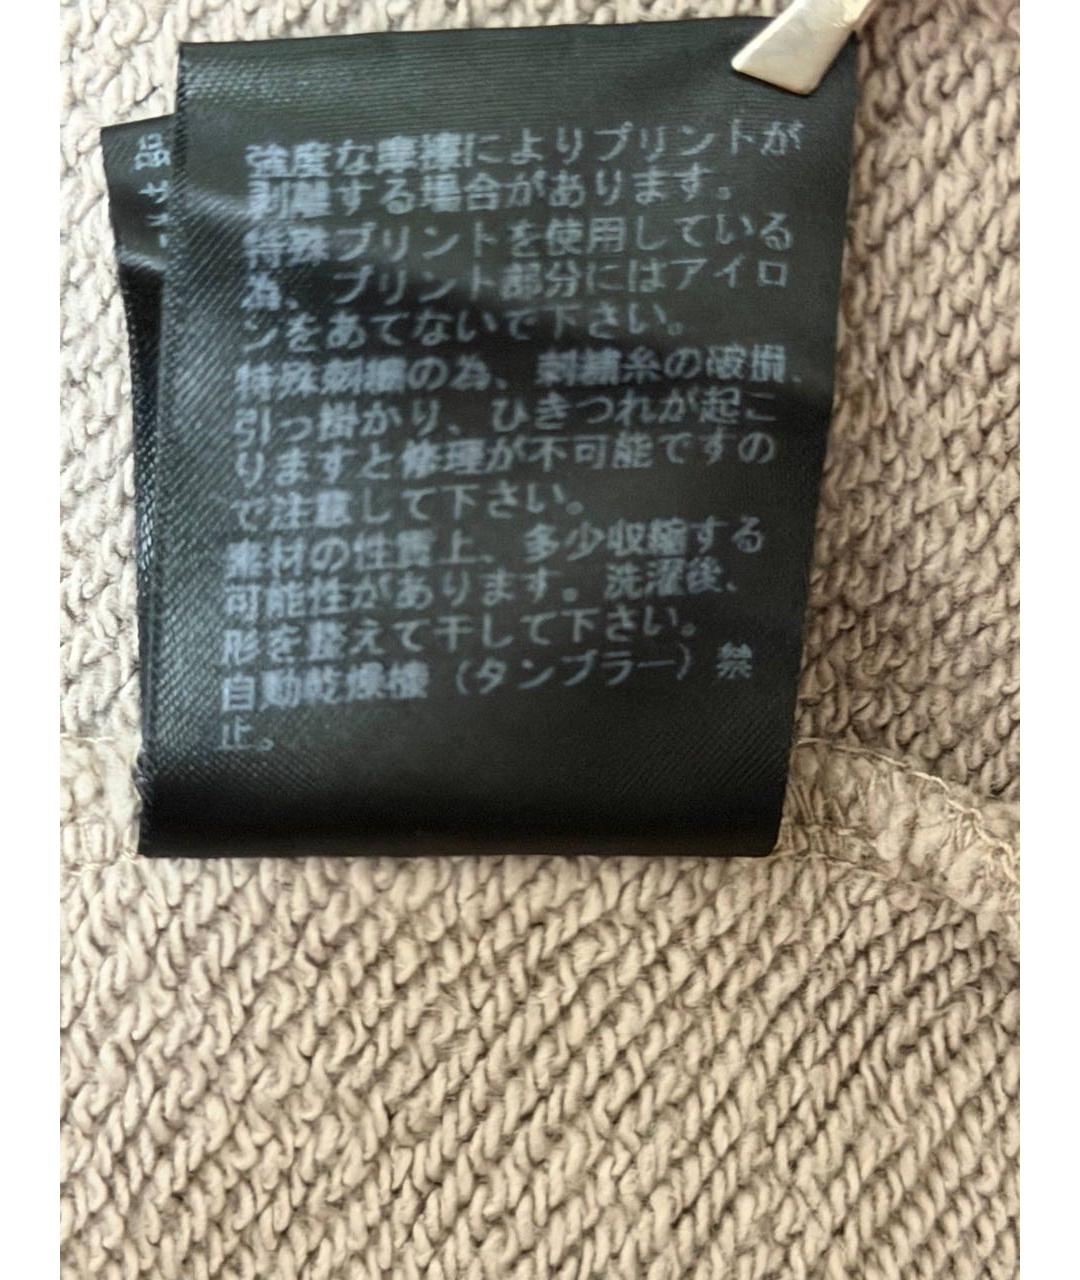 強度な摩擦によりプリントが
剥離する場合があります。
特殊プリントを使用している
為、プリント部分にはアイロ
ンをあてないで下さい。
特殊刺繍の為、刺繍糸の破損、
引っ掛かり、ひきつれが起こ
りますと修理が不可能ですの
で注意して下さい。
素材の性質上、多少収縮する
可能性があります。洗濯後、
形を整えて干して下さい。
自動乾燥機（タンブラー）禁
止。
品